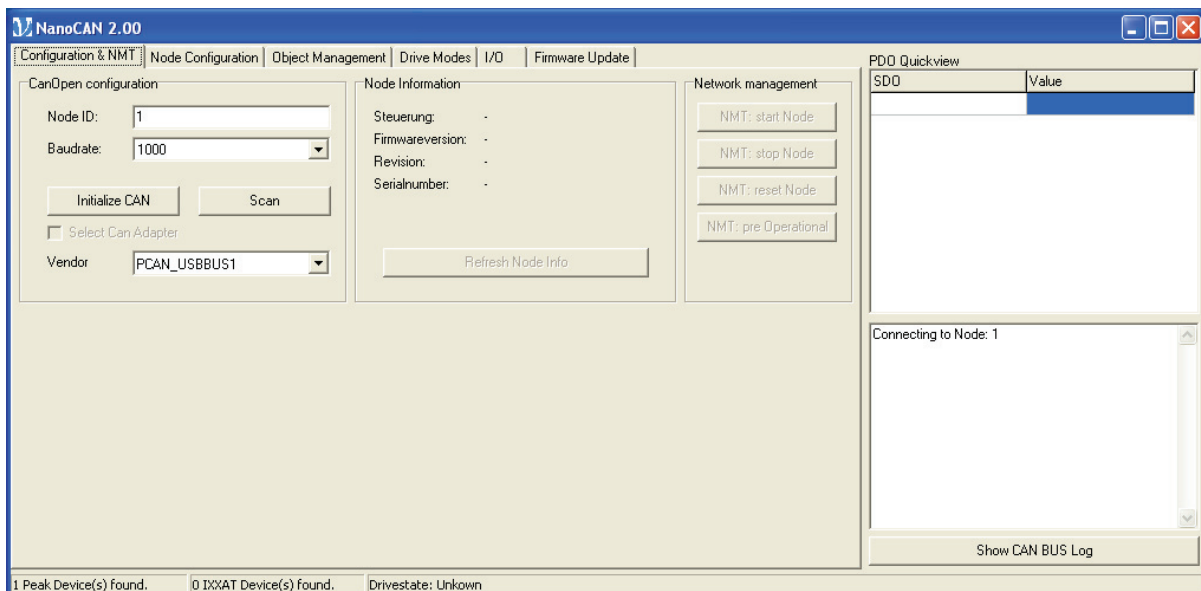 NanoCAN 2.00
Configuration & NMT Node Configuration Object Management Drive Modes I/O Firmware Update
CanOpen configuration
Node ID: 1
Baudrate: 1000
Initialize CAN Scan
Select Can Adapter
Vendor PCAN_USBBUS1
Node Information
Steuerung: -
Firmwareversion: -
Revision: -
Serialnumber: -
Refresh Node Info
Network management
NMT: start Node
NMT: stop Node
NMT: reset Node
NMT: pre Operational
PDO Quickview
SDO Value
Connecting to Node: 1
Show CAN BUS Log
1 Peak Device(s) found. 0 IXXAT Device(s) found. Drivestate: Unkown